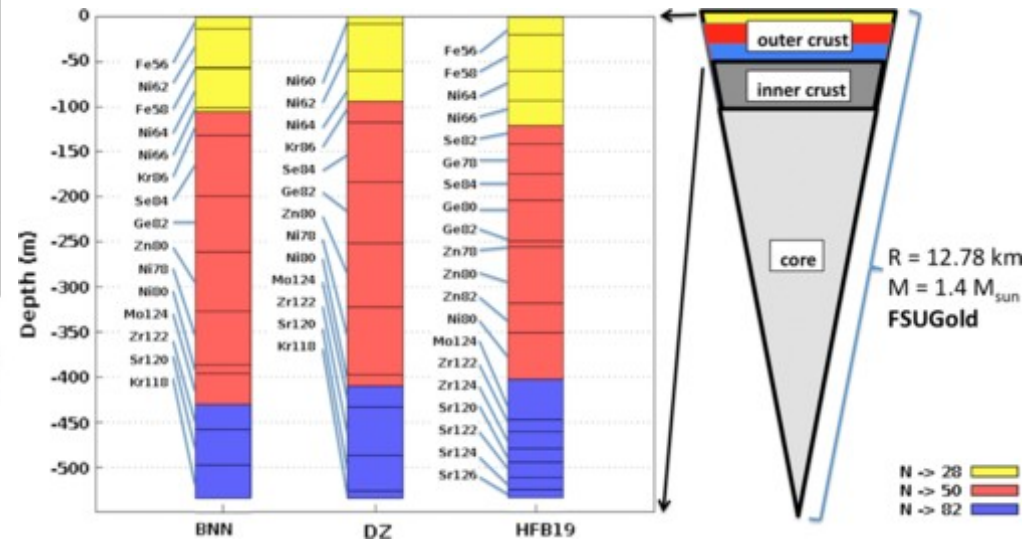 Depth (m)
0
-50
-100
-150
-200
-250
-300
-350
-400
-450
-500
Fe56
Ni62
Fe58
Ni64
Ni66
Kr86
Se84
Ge82
Zn80
Ni78
Ni80
Mo124
Zr122
Sr120
Kr118
BNN
Ni60
Ni62
Ni64
Kr86
Se84
Ge82
Zn80
Ni78
Ni80
Mo124
Zr122
Sr120
Kr118
DZ
Fe56
Fe58
Ni64
Ni66
Se82
Ge78
Se84
Ge80
Ge82
Zn78
Zn80
Zn82
Ni80
Mo124
Zr122
Zr124
Sr120
Sr122
Sr124
Sr126
HFB19
outer crust
inner crust
core
R = 12.78 km
M = 1.4 Msun
FSUGold
N -> 28
N -> 50
N -> 82